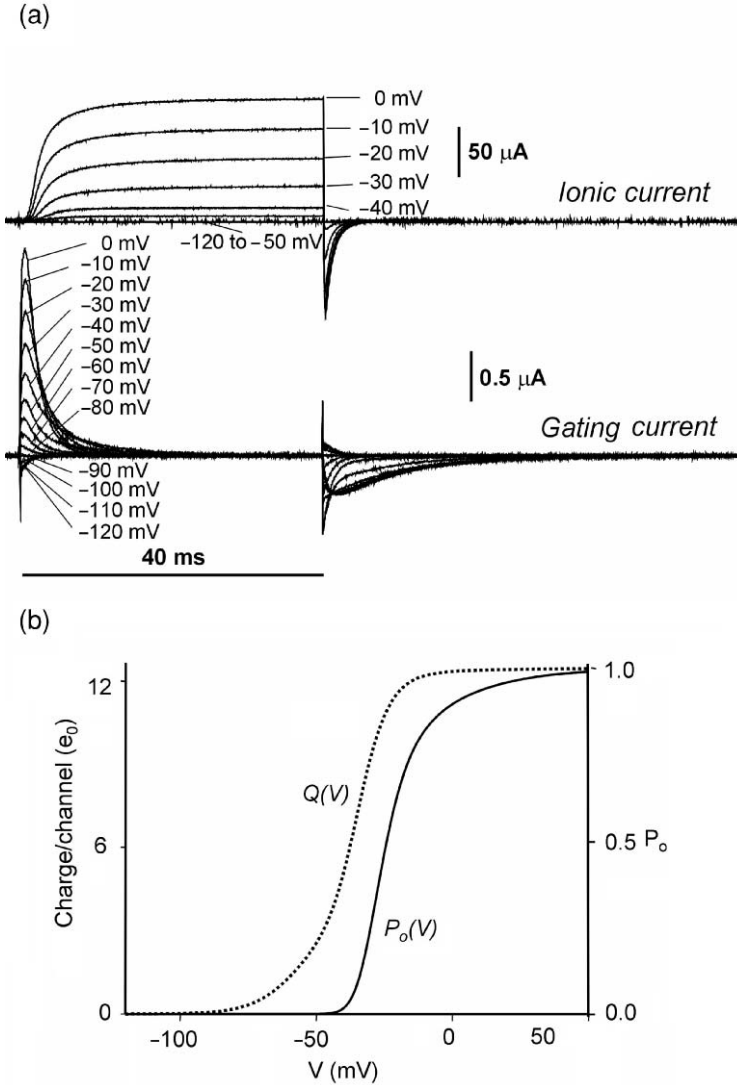 (a)
0 mV
−10 mV
−20 mV
−30 mV
−40 mV
50 µA
Ionic current
−120 to −50 mV
0 mV
−10 mV
−20 mV
−30 mV
−40 mV
−50 mV
−60 mV
−70 mV
−80 mV
0.5 µA
Gating current
−90 mV
−100 mV
−110 mV
−120 mV
40 ms
(b)
12
6
0
Charge/channel (e₀)
Q(V)
Pₒ(V)
1.0
0.5
0.0
Pₒ
−100
−50
0
50
V (mV)